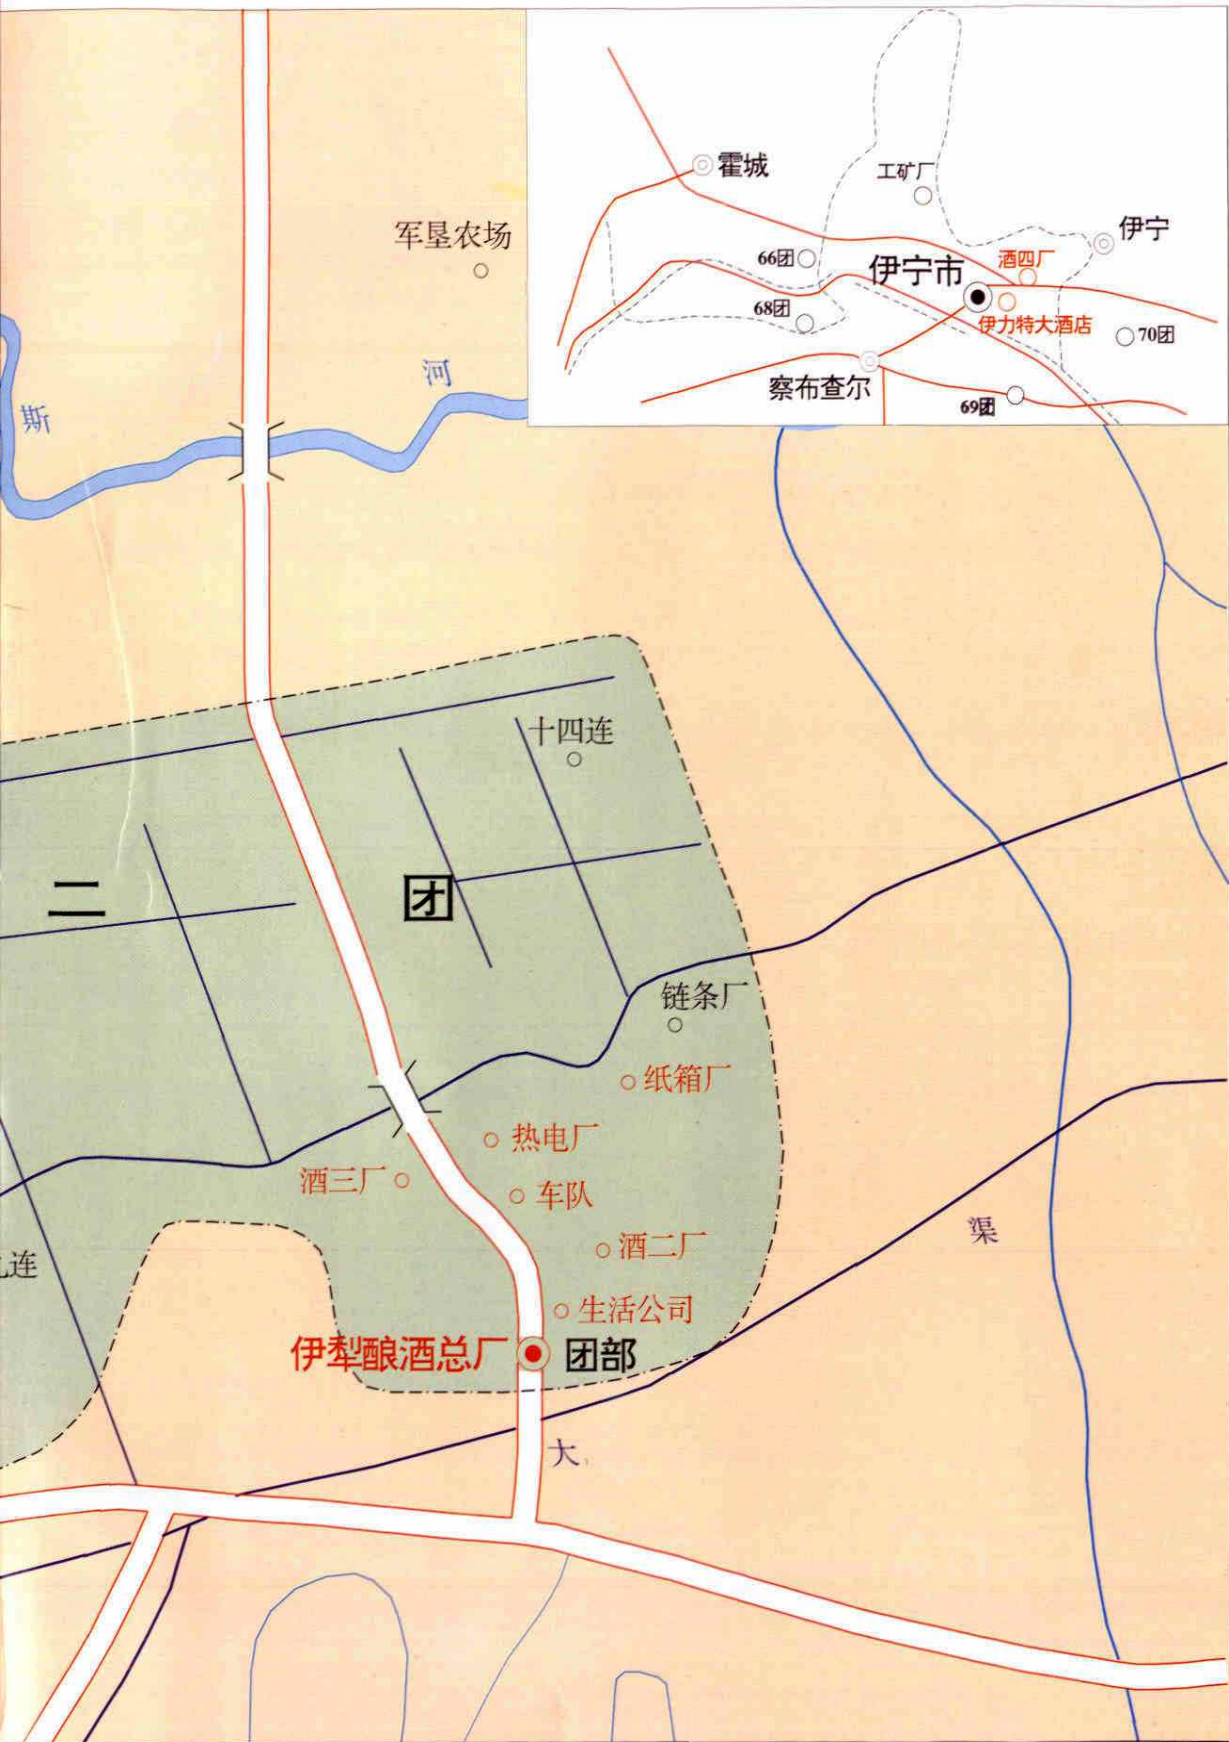 霍城
工矿厂
伊宁
军垦农场
66团
伊宁市
酒四厂
68团
伊力特大酒店
70团
察布查尔
69团
河
斯
十四连
二
团
链条厂
纸箱厂
热电厂
酒三厂
车队
酒二厂
渠
连
生活公司
伊犁酿酒总厂
团部
大